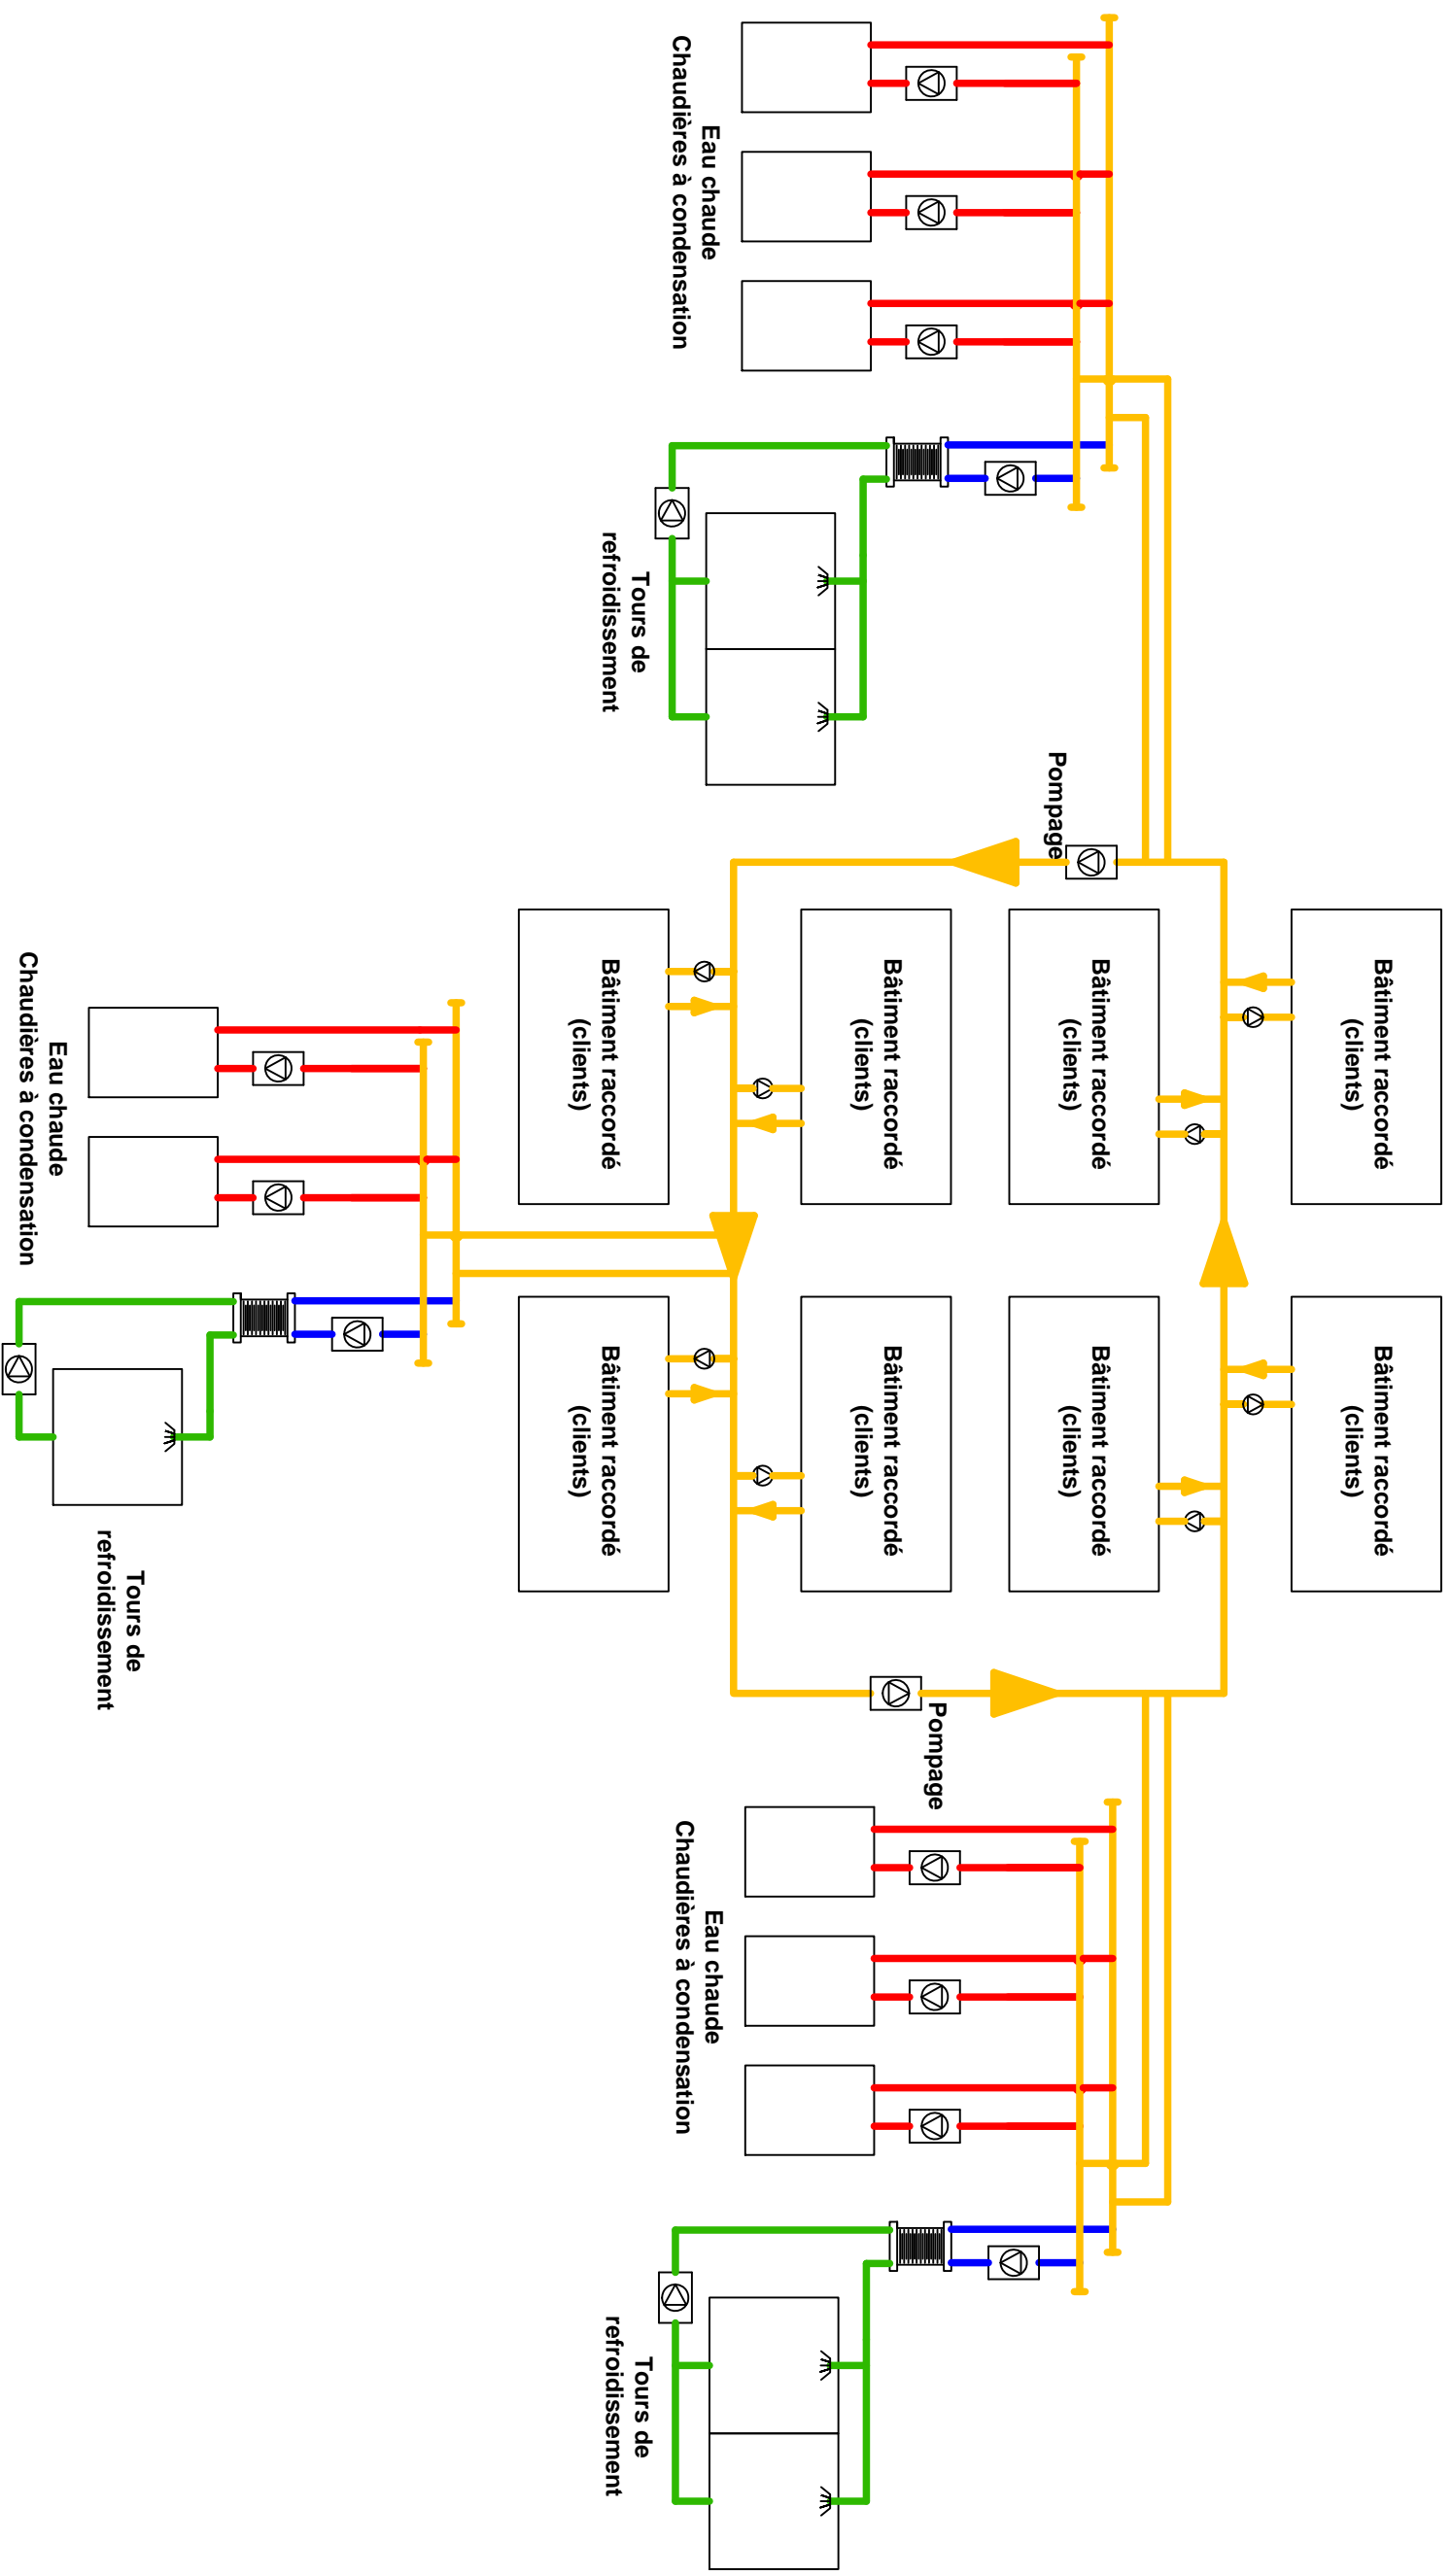 Bâtiment raccordé
(clients)
Bâtiment raccordé
(clients)
Bâtiment raccordé
(clients)
Bâtiment raccordé
(clients)
Pompage
Pompage
Bâtiment raccordé
(clients)
Bâtiment raccordé
(clients)
Bâtiment raccordé
(clients)
Bâtiment raccordé
(clients)
Eau chaude
Chaudières à condensation
Tours de
refroidissement
Eau chaude
Chaudières à condensation
Tours de
refroidissement
Eau chaude
Chaudières à condensation
Tours de
refroidissement